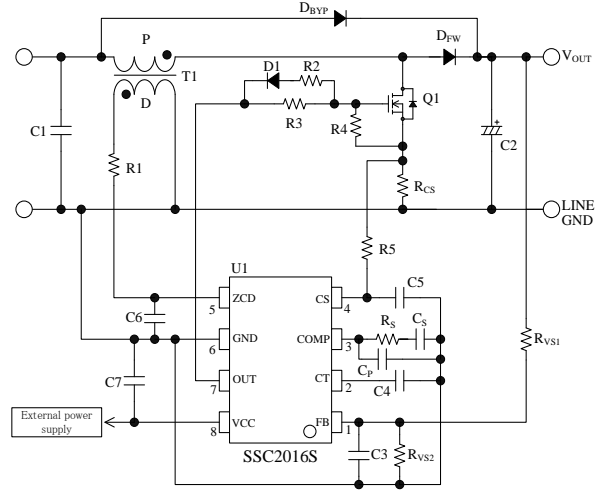 DBYP
P
DFW
VOUT
T1
D1
R2
D
Q1
R3
C1
R4
C2
R1
RCS
LINE
GND
R5
U1
C5
ZCD
CS
5
4
C6
RS
CS
RVS1
GND
COMP
6
3
CP
C7
OUT
CT
7
2
C4
External power
supply
VCC
FB
8
1
C3
RVS2
SSC2016S
+